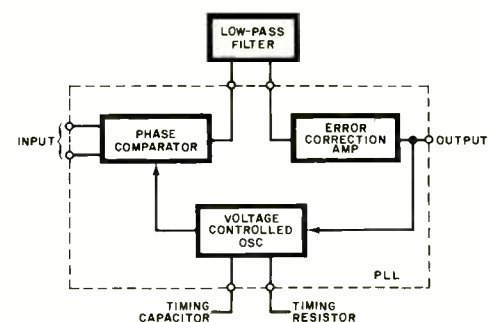 LOW-PASS
FILTER
INPUT
PHASE
COMPARATOR
ERROR
CORRECTION
AMP
OUTPUT
VOLTAGE
CONTROLLED
OSC
PLL
TIMING
CAPACITOR
TIMING
RESISTOR